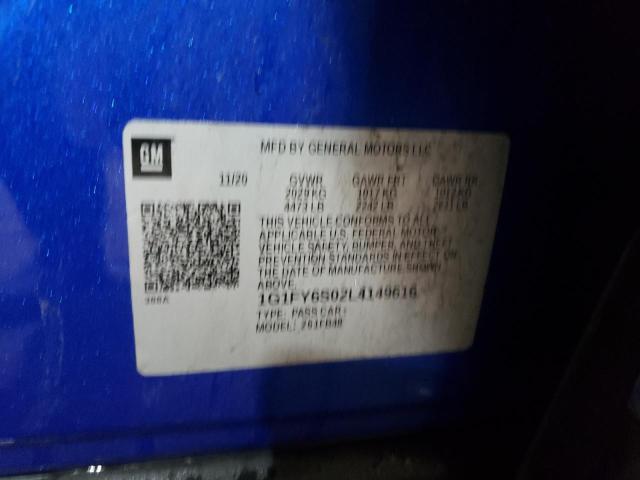 GM
MFD BY GENERAL MOTORS LLC
11/20 GVWR GAWR FRT GAWR RR
2029 KG 1017 KG
4473 LB 2242 LB
THIS VEHICLE CONFORMS TO ALL
APPLICABLE U.S. FEDERAL MOTOR
VEHICLE SAFETY, BUMPER, AND THEFT
PREVENTION STANDARDS IN EFFECT ON
THE DATE OF MANUFACTURE SHOWN
ABOVE.
1G1FY6S02L4149616
TYPE: PASS CAR
MODEL: